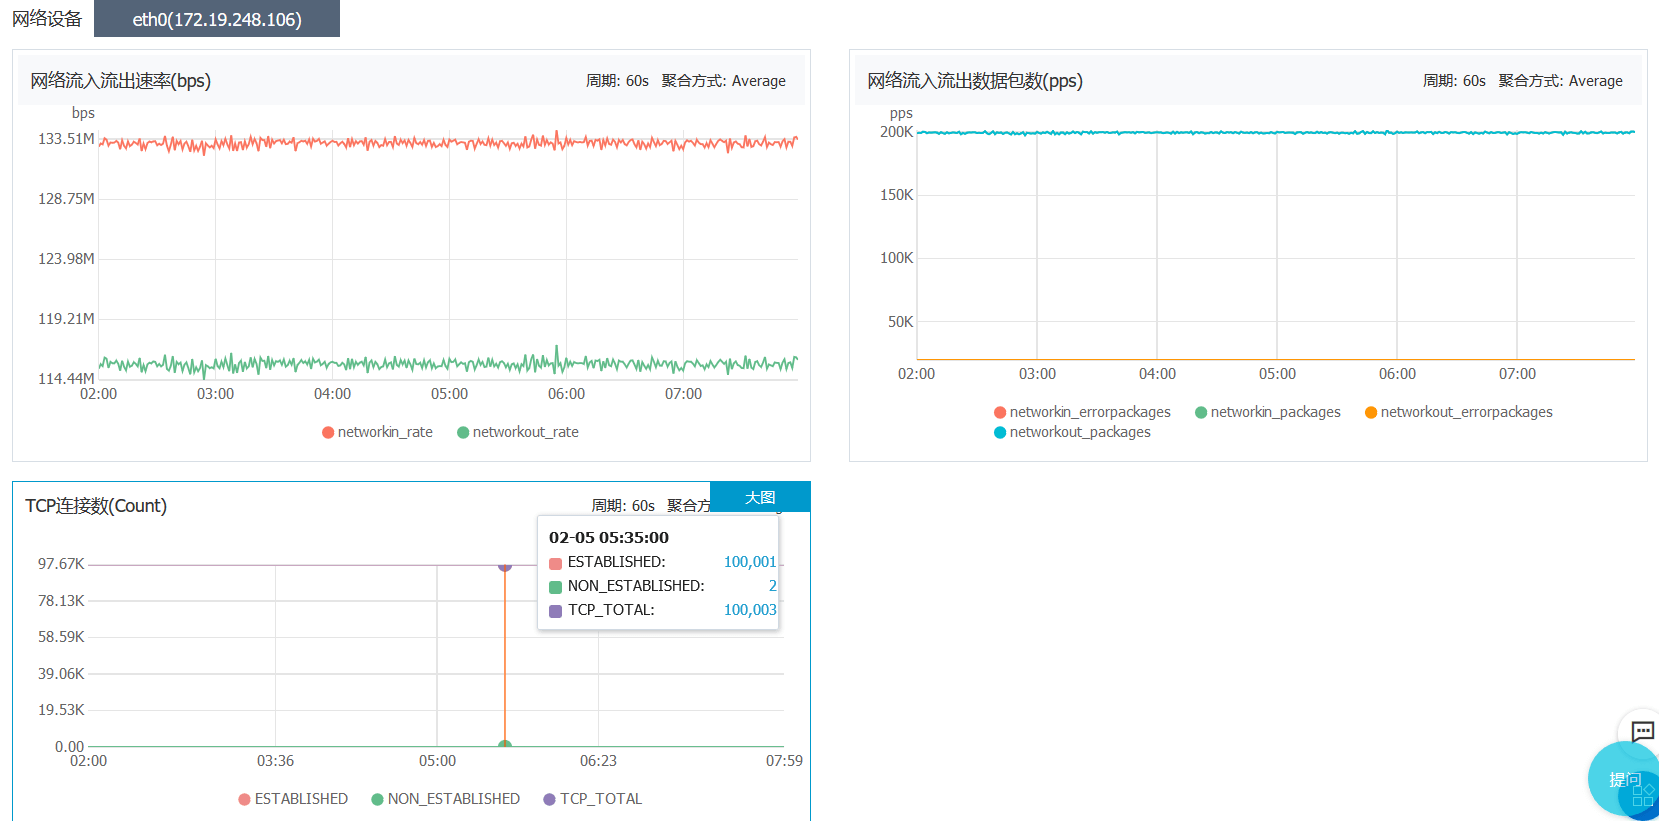 网络设备 eth0(172.19.248.106)
网络流入流出速率(bps) 周期: 60s 聚合方式: Average
bps
133.51M
128.75M
123.98M
119.21M
114.44M
02:00 03:00 04:00 05:00 06:00 07:00
networkin_rate networkout_rate
网络流入流出数据包数(pps) 周期: 60s 聚合方式: Average
pps
200K
150K
100K
50K
02:00 03:00 04:00 05:00 06:00 07:00
networkin_errorpackages networkin_packages networkout_errorpackages
networkout_packages
TCP连接数(Count) 周期: 60s 聚合方 大图
02-05 05:35:00
ESTABLISHED: 100,001
NON_ESTABLISHED: 2
TCP_TOTAL: 100,003
97.67K
78.13K
58.59K
39.06K
19.53K
0.00
02:00 03:36 05:00 06:23 07:59
ESTABLISHED NON_ESTABLISHED TCP_TOTAL
提问